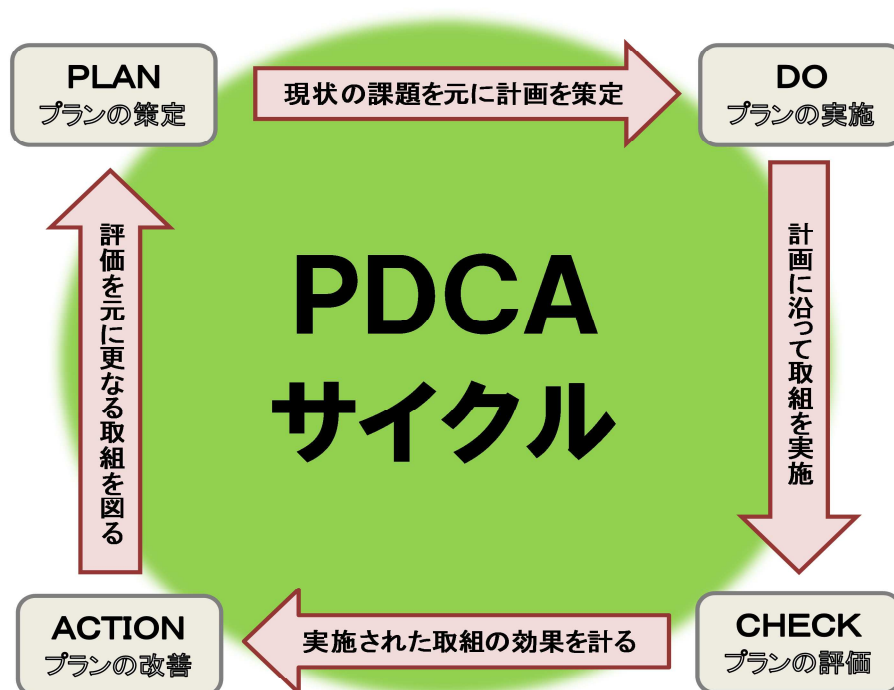 PLAN
プランの策定
現状の課題を元に計画を策定
DO
プランの実施
PDCA
サイクル
計画に沿って取組を実施
CHECK
プランの評価
実施された取組の効果を計る
ACTION
プランの改善
評価を元に更なる取組を図る